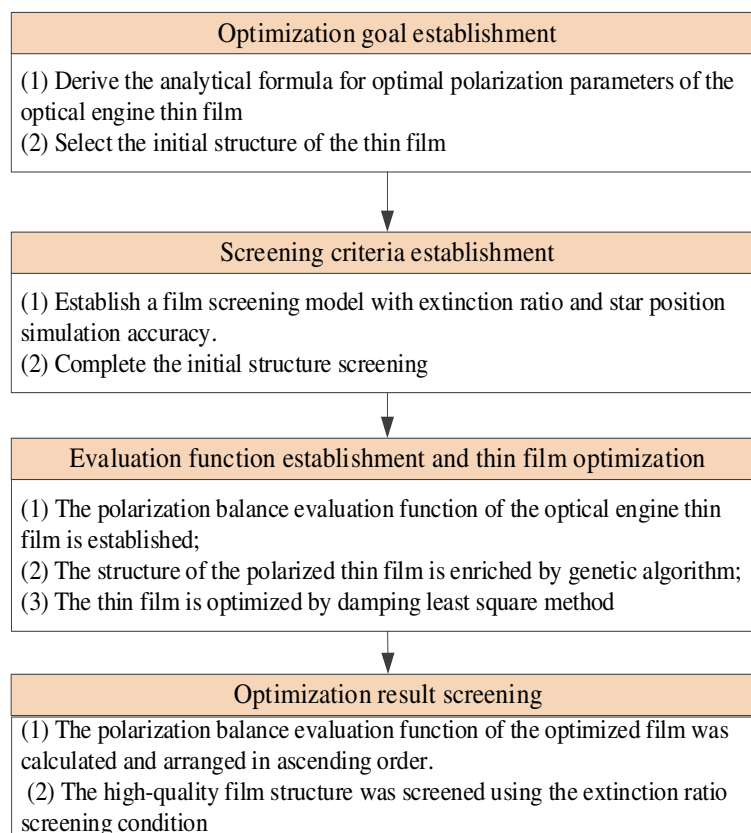 Optimization goal establishment
(1) Derive the analytical formula for optimal polarization parameters of the
optical engine thin film
(2) Select the initial structure of the thin film
Screening criteria establishment
(1) Establish a film screening model with extinction ratio and star position
simulation accuracy.
(2) Complete the initial structure screening
Evaluation function establishment and thin film optimization
(1) The polarization balance evaluation function of the optical engine thin
film is established;
(2) The structure of the polarized thin film is enriched by genetic algorithm;
(3) The thin film is optimized by damping least square method
Optimization result screening
(1) The polarization balance evaluation function of the optimized film was
calculated and arranged in ascending order.
(2) The high-quality film structure was screened using the extinction ratio
screening condition